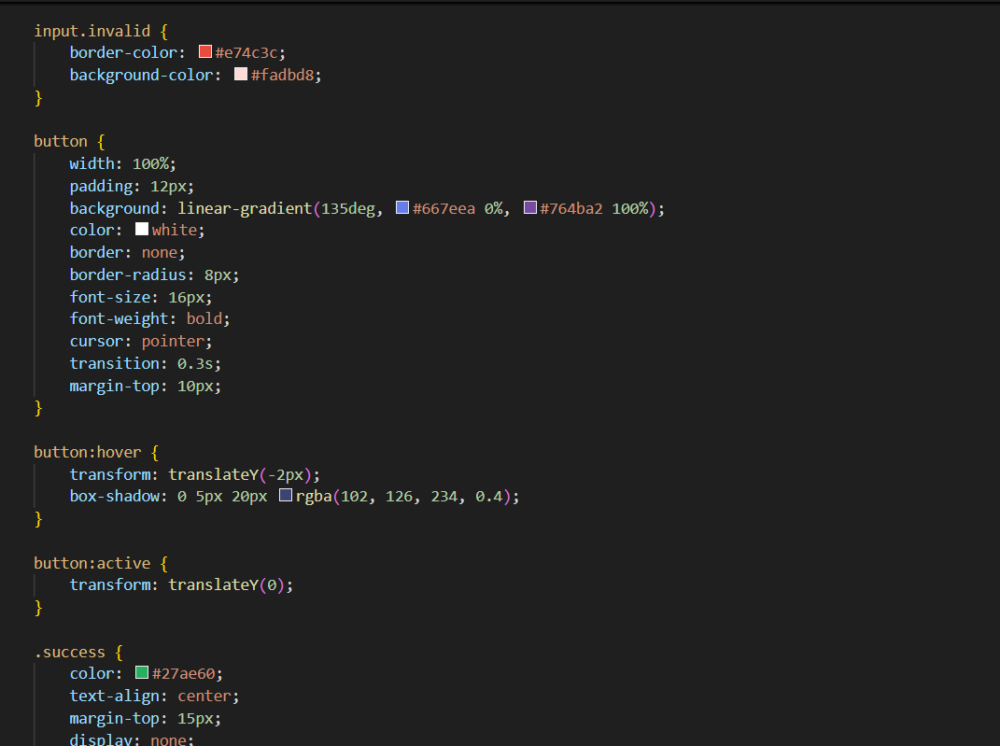 input.invalid {
    border-color: #e74c3c;
    background-color: #fadbd8;
}

button {
    width: 100%;
    padding: 12px;
    background: linear-gradient(135deg, #667eea 0%, #764ba2 100%);
    color: white;
    border: none;
    border-radius: 8px;
    font-size: 16px;
    font-weight: bold;
    cursor: pointer;
    transition: 0.3s;
    margin-top: 10px;
}

button:hover {
    transform: translateY(-2px);
    box-shadow: 0 5px 20px rgba(102, 126, 234, 0.4);
}

button:active {
    transform: translateY(0);
}

.success {
    color: #27ae60;
    text-align: center;
    margin-top: 15px;
    display: none;